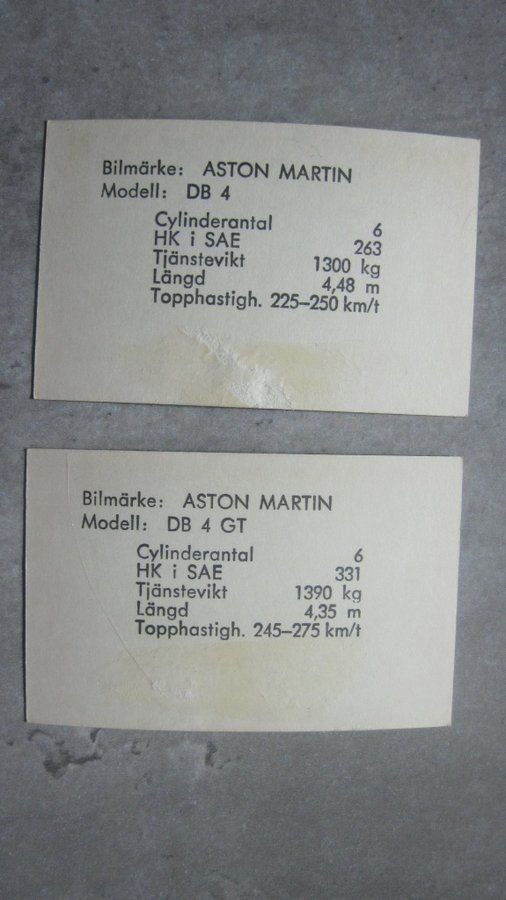 Bilmärke: ASTON MARTIN
Modell: DB 4
Cylinderantal 6
HK i SAE 263
Tjänstevikt 1300 kg
Längd 4,48 m
Topphastigh. 225–250 km/t
Bilmärke: ASTON MARTIN
Modell: DB 4 GT
Cylinderantal 6
HK i SAE 331
Tjänstevikt 1390 kg
Längd 4,35 m
Topphastigh. 245–275 km/t